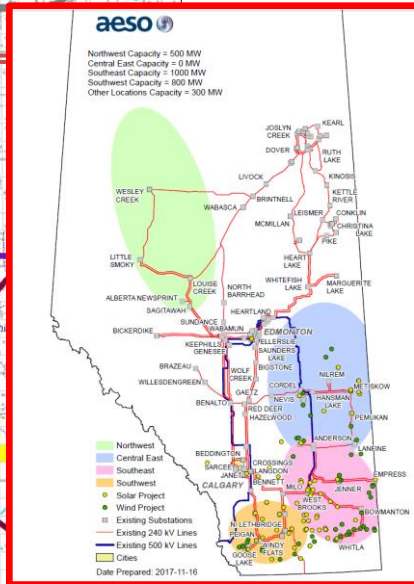 aeso
Northwest Capacity = 500 MW
Central East Capacity = 0 MW
Southeast Capacity = 1000 MW
Southwest Capacity = 800 MW
Other Locations Capacity = 300 MW
KEARL
JOSLYN
CREEK
DOVER
RUTH
LAKE
LIVOCK
KINOSIS
WESLEY
CREEK
BRINTNELL
WABASCA
KETTLE
RIVER
LEISMER
CONKLIN
MCMILLAN
CHRISTINA
LAKE
PIKE
LITTLE
SMOKY
HEART
LAKE
LOUISE
CREEK
WHITEFISH
LAKE
MARGUERITE
LAKE
NORTH
BARRHEAD
ALBERTA NEWSPRINT
SAGITAWAH
SUNDANCE
HEARTLAND
WABAMUN
BICKERDIKE
EDMONTON
KEEPHILLS
GENESEE
ELLERSLIE
SAUNDERS
LAKE
BIGSTONE
BRAZEAU
WOLF
CREEK
NILREM
CORDEL
METISKOW
WILLESDENGREEN
GAETZ
NEVIS
HANSMAN
LAKE
BENALTO
RED DEER
HAZELWOOD
PEMUKAN
ANDERSON
LANFINE
Northwest
Central East
Southeast
Southwest
Solar Project
Wind Project
Existing Substations
Existing 240 kV Lines
Existing 500 kV Lines
Cities
BEDDINGTON
CROSSINGS
SARCEE
LANGDON
JANET
BENNETT
EMPRESS
CALGARY
MILO
JENNER
WEST
BROOKS
BOWMANTON
N LETHBRIDGE
PEIGAN
WINDY
FLATS
GOOSE
LAKE
WHITLA
Date Prepared: 2017-11-16